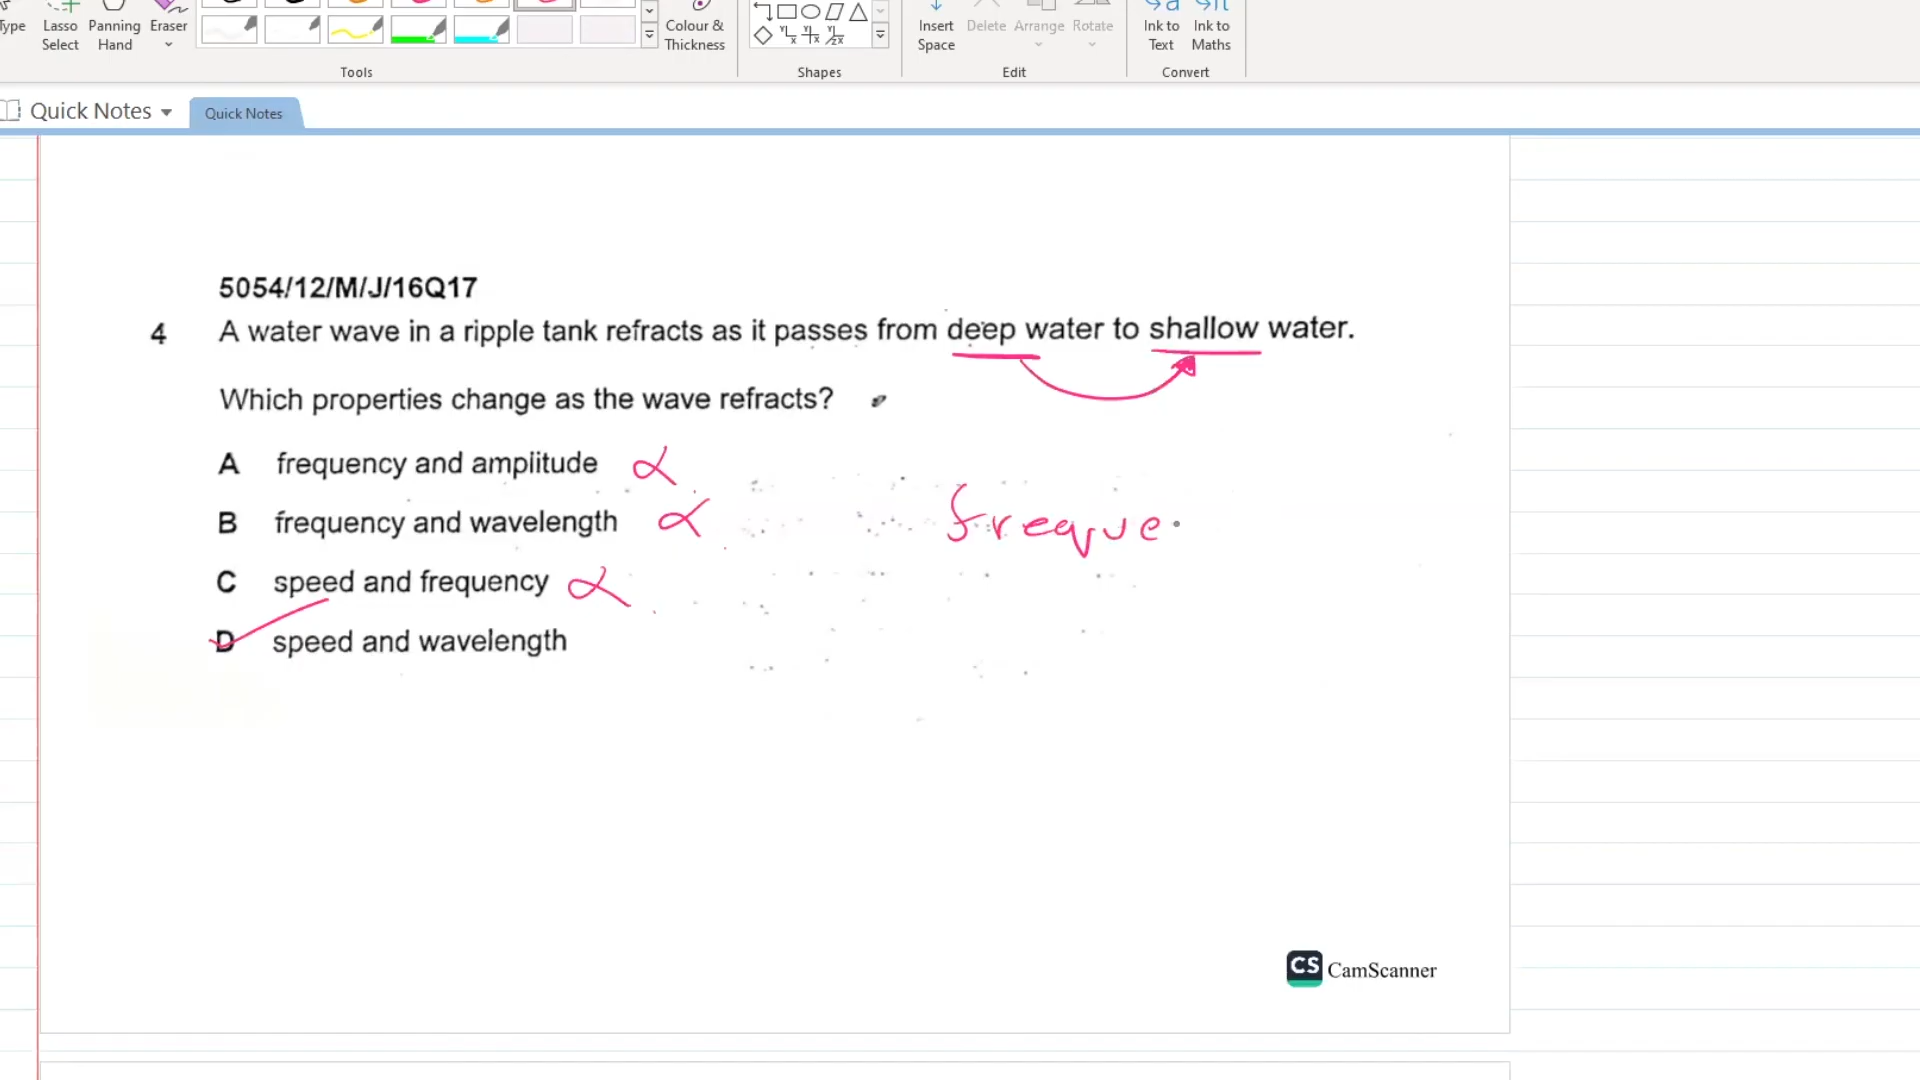 Type
Lasso Select
Panning Hand
Eraser
Colour & Thickness
Insert Space
Delete
Arrange
Rotate
Ink to Text
Ink to Maths
Tools
Shapes
Edit
Convert
Quick Notes
Quick Notes
5054/12/M/J/16Q17
4 A water wave in a ripple tank refracts as it passes from deep water to shallow water.
Which properties change as the wave refracts?
A frequency and amplitude
B frequency and wavelength
freque
C speed and frequency
D speed and wavelength
CS CamScanner